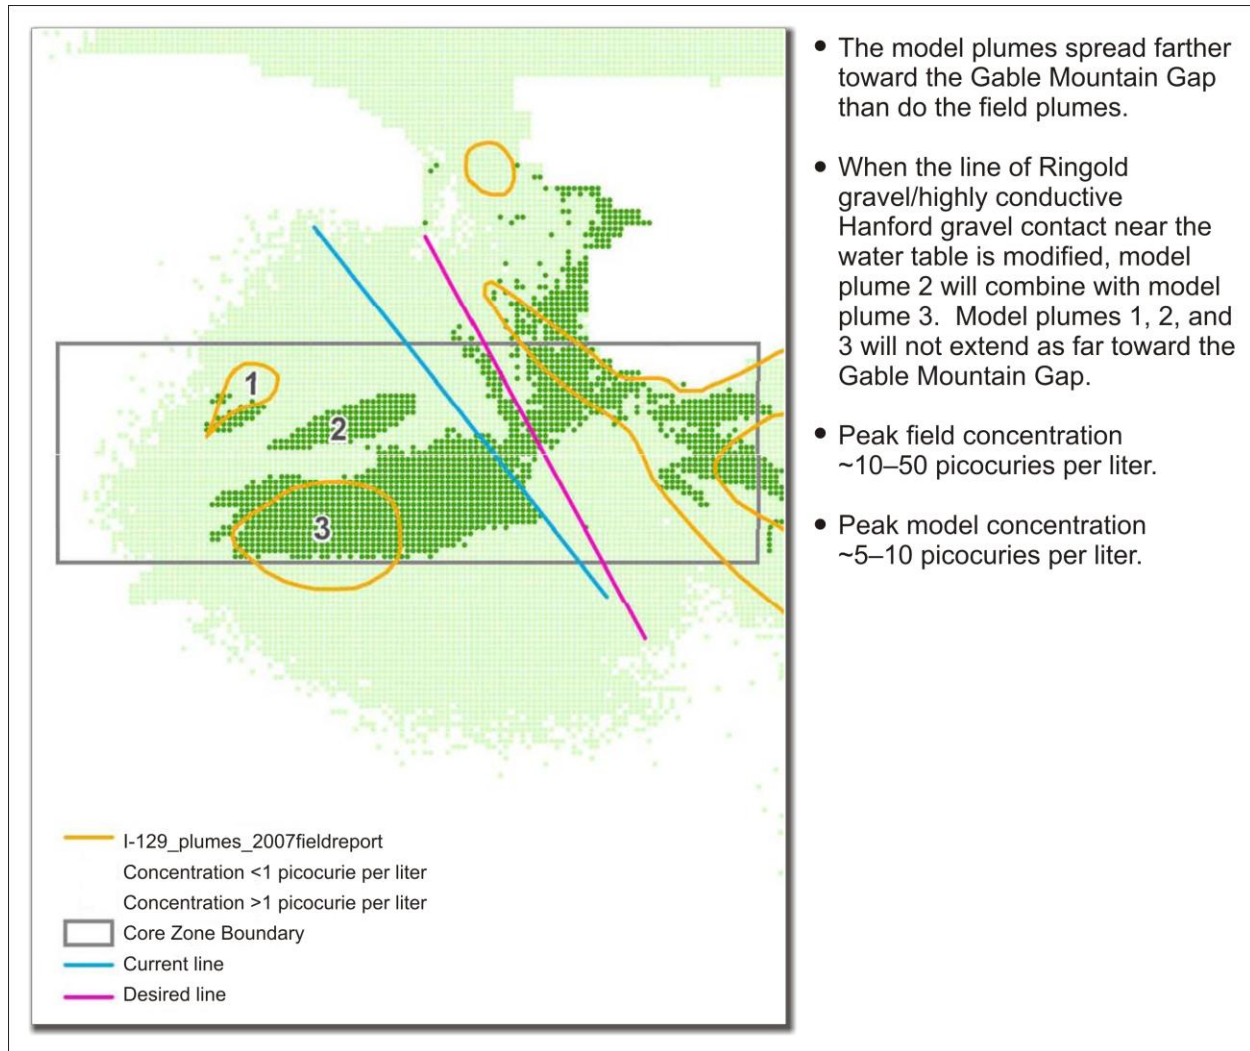 • The model plumes spread farther
toward the Gable Mountain Gap
than do the field plumes.
• When the line of Ringold
gravel/highly conductive
Hanford gravel contact near the
water table is modified, model
plume 2 will combine with model
plume 3. Model plumes 1, 2, and
3 will not extend as far toward the
Gable Mountain Gap.
• Peak field concentration
~10–50 picocuries per liter.
• Peak model concentration
~5–10 picocuries per liter.
1
2
3
I-129_plumes_2007fieldreport
Concentration <1 picocurie per liter
Concentration >1 picocurie per liter
Core Zone Boundary
Current line
Desired line